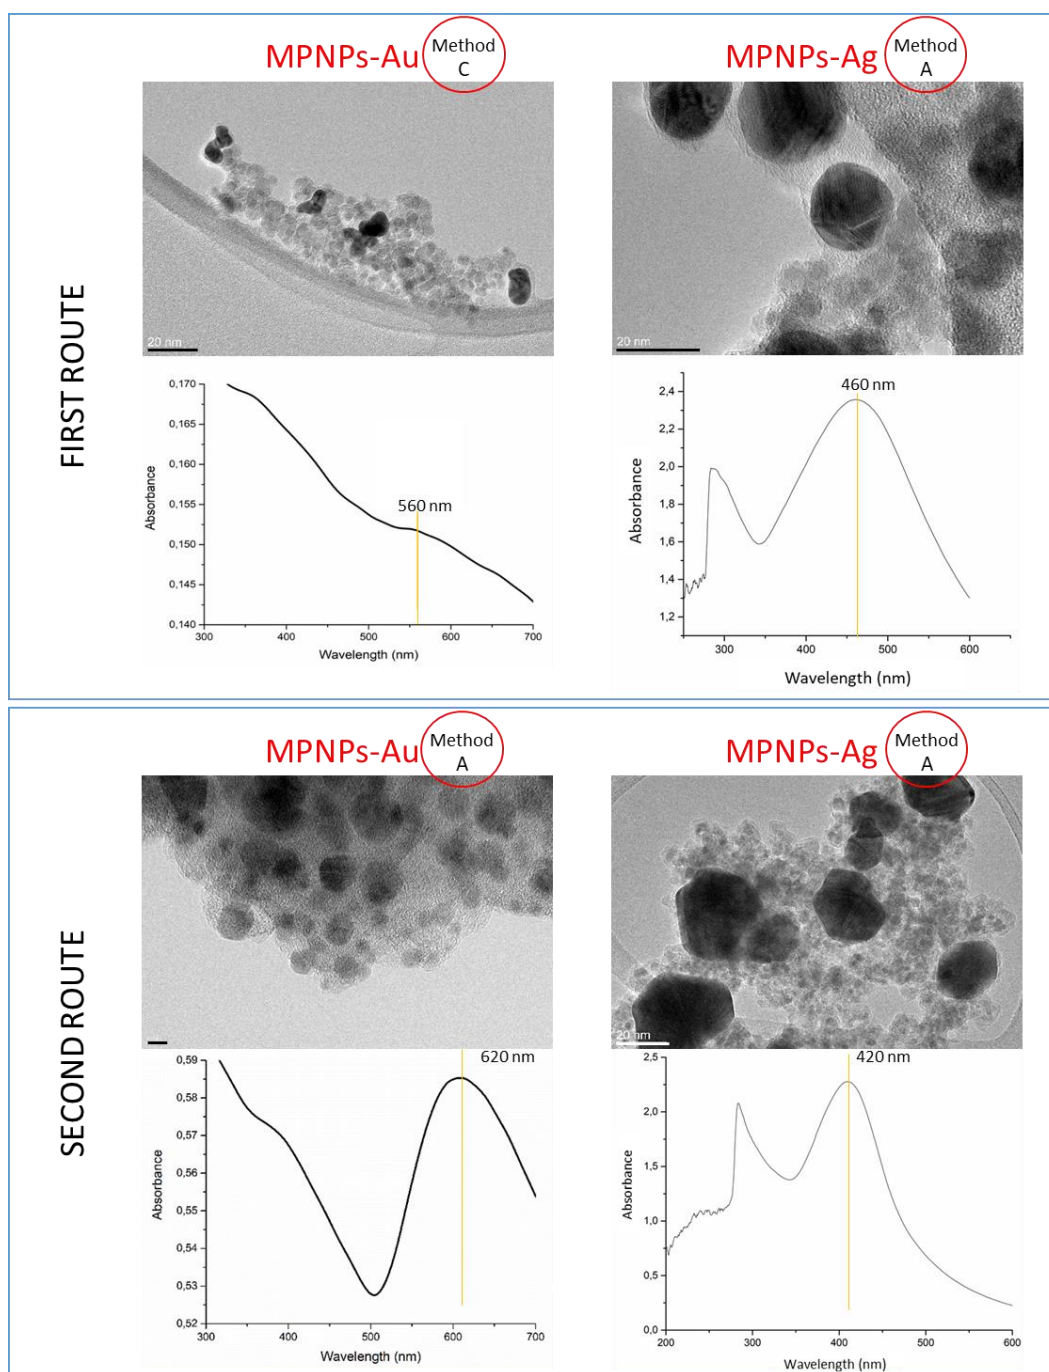 FIRST ROUTE
MPNPs-Au Method C
MPNPs-Ag Method A
20 nm
20 nm
560 nm
Absorbance
0,170
0,165
0,160
0,155
0,150
0,145
0,140
300 400 500 600 700
Wavelength (nm)
460 nm
Absorbance
2,4
2,2
2,0
1,8
1,6
1,4
1,2
300 400 500 600
Wavelength (nm)
SECOND ROUTE
MPNPs-Au Method A
MPNPs-Ag Method A
20 nm
620 nm
Absorbance
0,59
0,58
0,57
0,56
0,55
0,54
0,53
0,52
300 400 500 600 700
Wavelength (nm)
420 nm
Absorbance
2,5
2,0
1,5
1,0
0,5
0,0
200 300 400 500 600
Wavelength (nm)